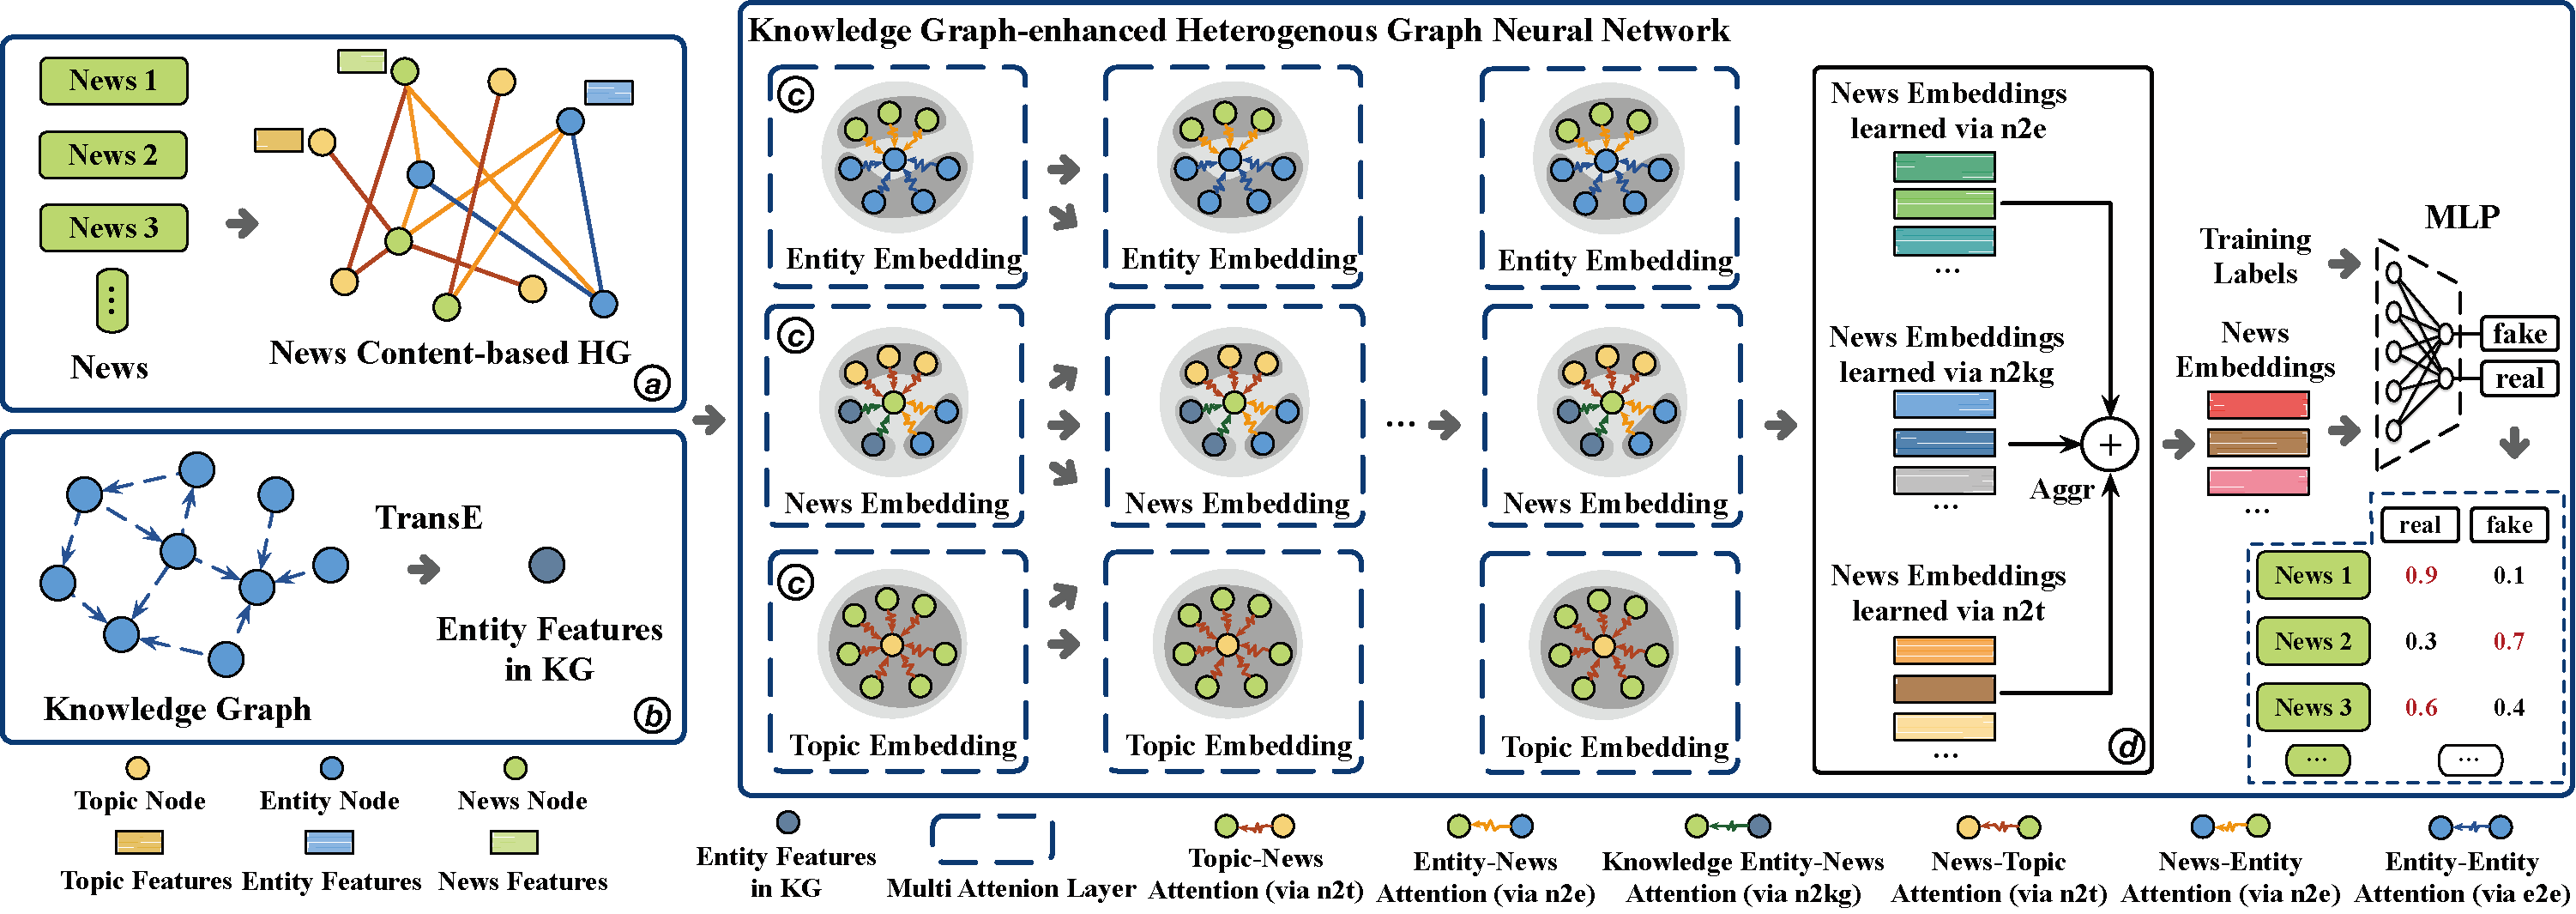 News 1
News 2
News 3
...
News
News Content-based HG
a
TransE
Entity Features
in KG
Knowledge Graph
b
Topic Node
Entity Node
News Node
Topic Features
Entity Features
News Features
Knowledge Graph-enhanced Heterogenous Graph Neural Network
c
Entity Embedding
Entity Embedding
Entity Embedding
c
News Embedding
News Embedding
...
News Embedding
c
Topic Embedding
Topic Embedding
Topic Embedding
News Embeddings
learned via n2e
...
News Embeddings
learned via n2kg
...
News Embeddings
learned via n2t
...
+
Aggr
d
Training
Labels
News
Embeddings
...
MLP
fake
real
real fake
News 1 0.9 0.1
News 2 0.3 0.7
News 3 0.6 0.4
... ...
Entity Features
in KG
Multi Attenion Layer
Topic-News
Attention (via n2t)
Entity-News
Attention (via n2e)
Knowledge Entity-News
Attention (via n2kg)
News-Topic
Attention (via n2t)
News-Entity
Attention (via n2e)
Entity-Entity
Attention (via e2e)